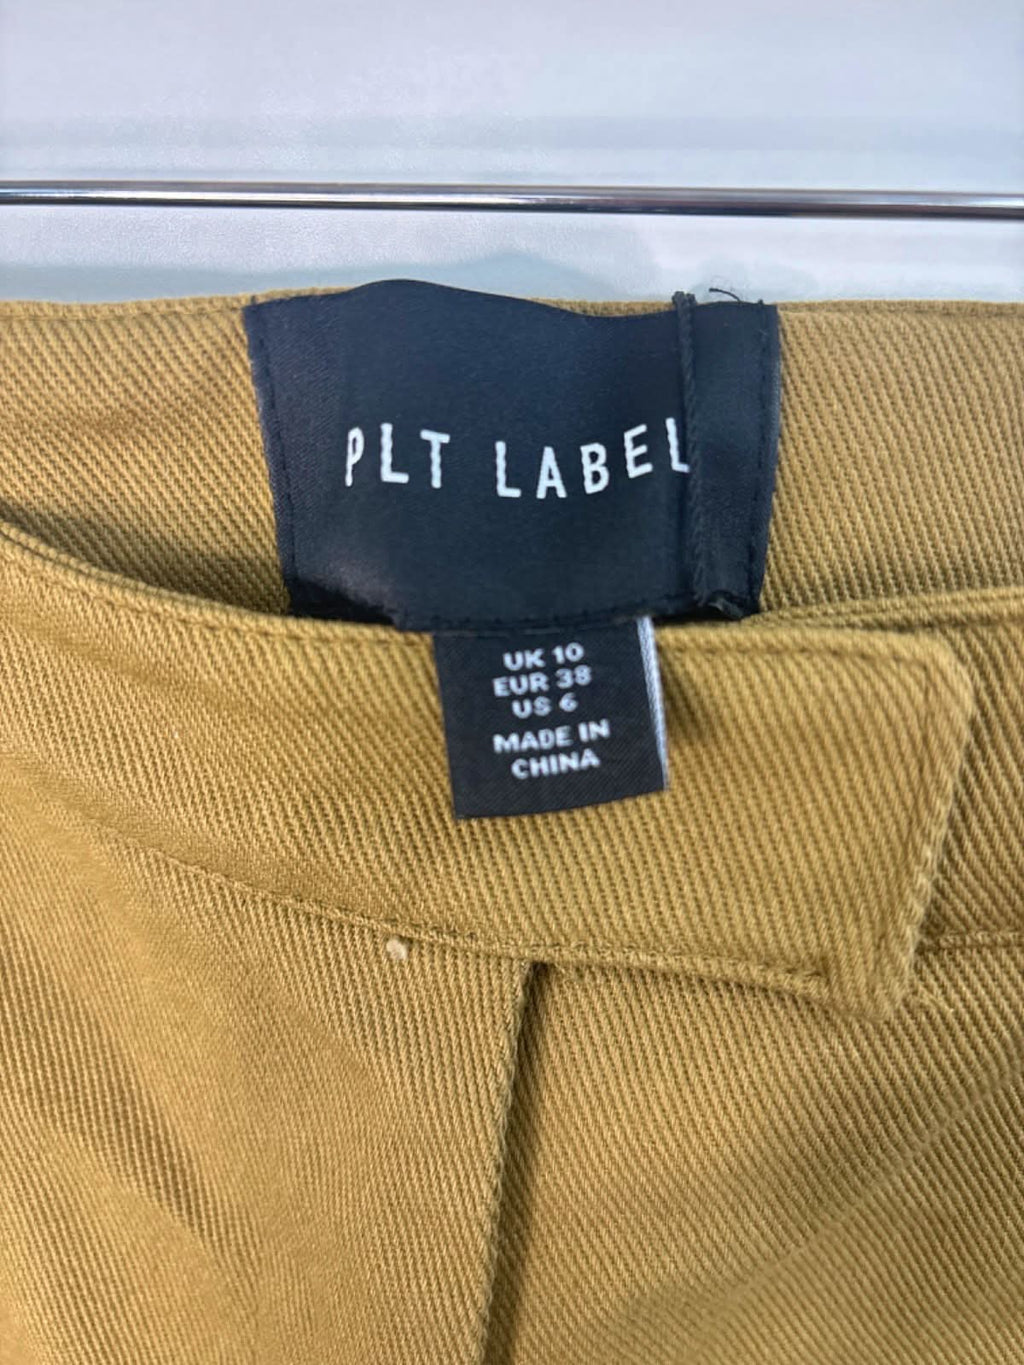 PLT LABEL
UK 10
EUR 38
US 6
MADE IN
CHINA